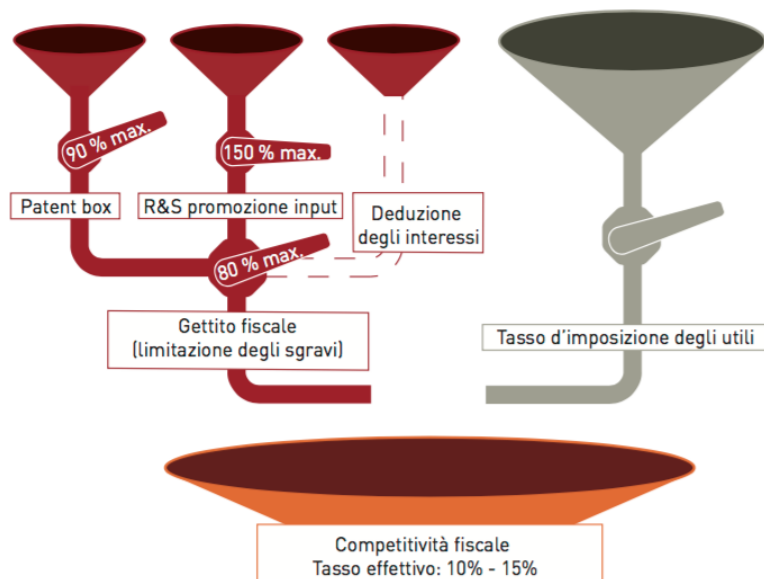 90 % max.
150 % max.
Patent box
R&S promozione input
Deduzione
degli interessi
80 % max.
Gettito fiscale
(limitazione degli sgravi)
Tasso d'imposizione degli utili
Competitività fiscale
Tasso effettivo: 10% - 15%